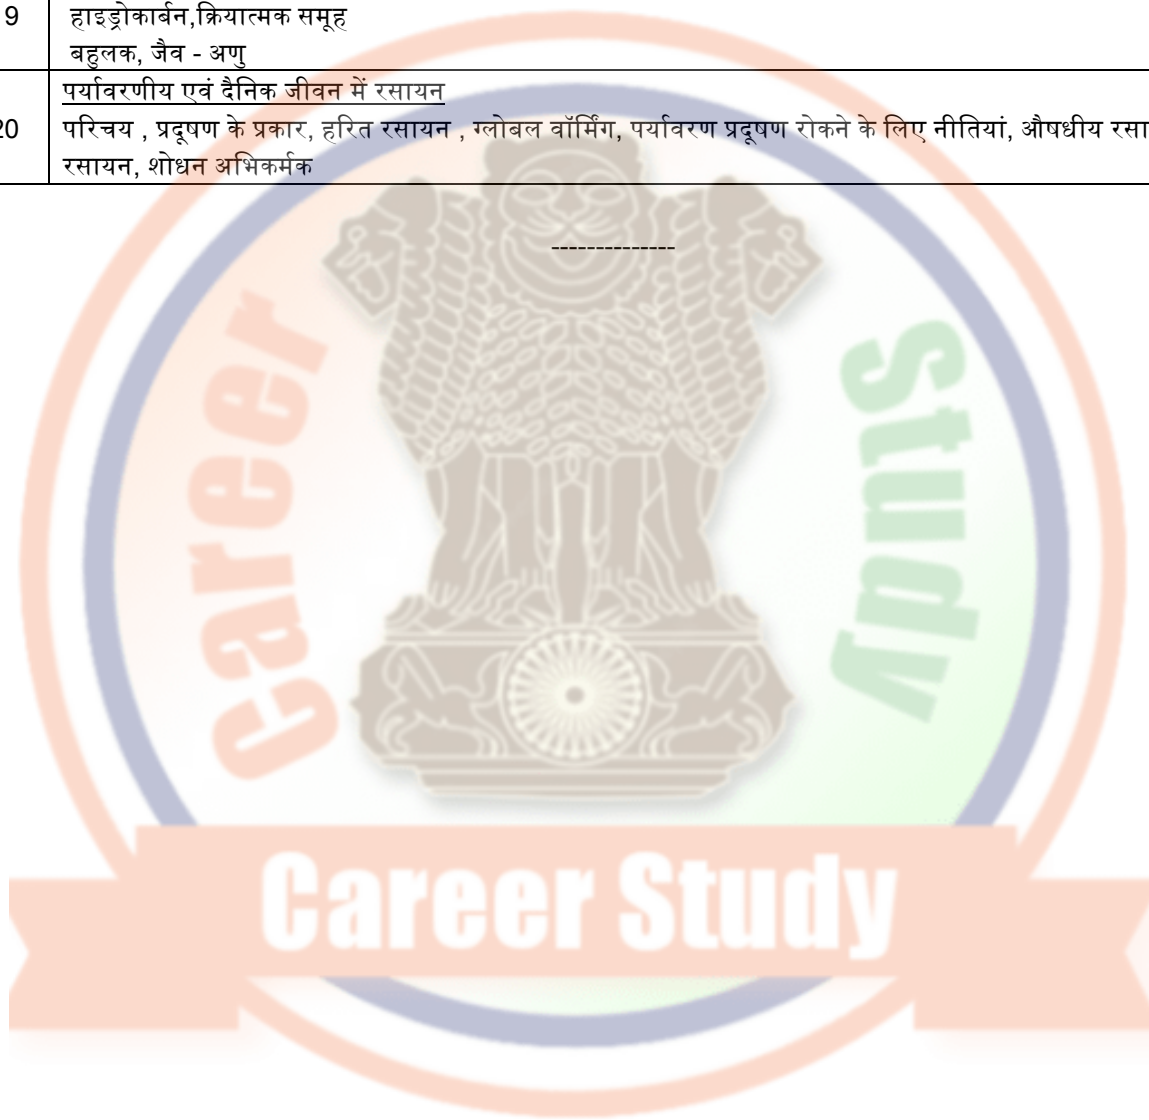 9
हाइड्रोकार्बन,क्रियात्मक समूह
बहुलक, जैव - अणु
पर्यावरणीय एवं दैनिक जीवन में रसायन
20
परिचय , प्रदूषण के प्रकार, हरित रसायन , ग्लोबल वॉर्मिंग, पर्यावरण प्रदूषण रोकने के लिए नीतियां, औषधीय रसा
रसायन, शोधन अभिकर्मक
--------------
Career
Study
Career Study